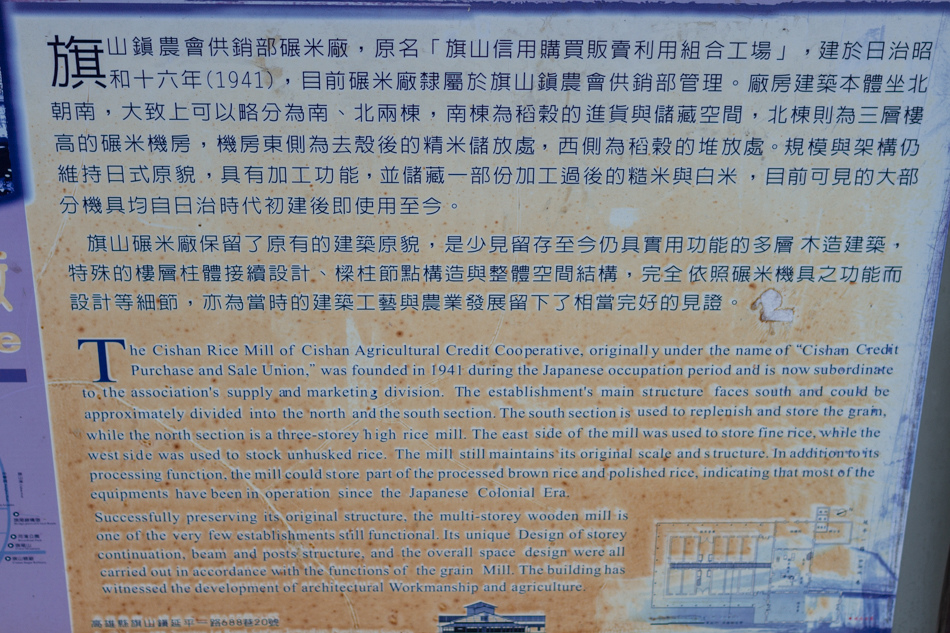 旗山鎮農會供銷部碾米廠，原名「旗山信用購買販賣利用組合工場」，建於日治昭
和十六年(1941)，目前碾米廠隸屬於旗山鎮農會供銷部管理。廠房建築本體坐北
朝南，大致上可以略分為南、北兩棟，南棟為稻穀的進貨與儲藏空間，北棟則為三層樓
高的碾米機房，機房東側為去殼後的精米儲放處，西側為稻穀的堆放處。規模與架構仍
維持日式原貌，具有加工功能，並儲藏一部份加工過後的糙米與白米，目前可見的大部
分機具均自日治時代初建後即使用至今。
旗山碾米廠保留了原有的建築原貌，是少見留存至今仍具實用功能的多層木造建築，
特殊的樓層柱體接續設計、樑柱節點構造與整體空間結構，完全依照碾米機具之功能而
設計等細節，亦為當時的建築工藝與農業發展留下了相當完好的見證。
The Cishan Rice Mill of Cishan Agricultural Credit Cooperative, originally under the name of "Cishan Credit
Purchase and Sale Union," was founded in 1941 during the Japanese occupation period and is now subordinate
to the association's supply and marketing division. The establishment's main structure faces south and could be
approximately divided into the north and the south section. The south section is used to replenish and store the grain,
while the north section is a three-storey high rice mill. The east side of the mill was used to store fine rice, while the
west side was used to stock unhusked rice. The mill still maintains its original scale and structure. In addition to its
processing function, the mill could store part of the processed brown rice and polished rice, indicating that most of the
equipments have been in operation since the Japanese Colonial Era.
Successfully preserving its original structure, the multi-storey wooden mill is
one of the very few establishments still functional. Its unique Design of storey
continuation, beam and posts structure, and the overall space design were all
carried out in accordance with the functions of the grain Mill. The building has
witnessed the development of architectural Workmanship and agriculture.
高雄縣旗山鎮延平一路688巷20號